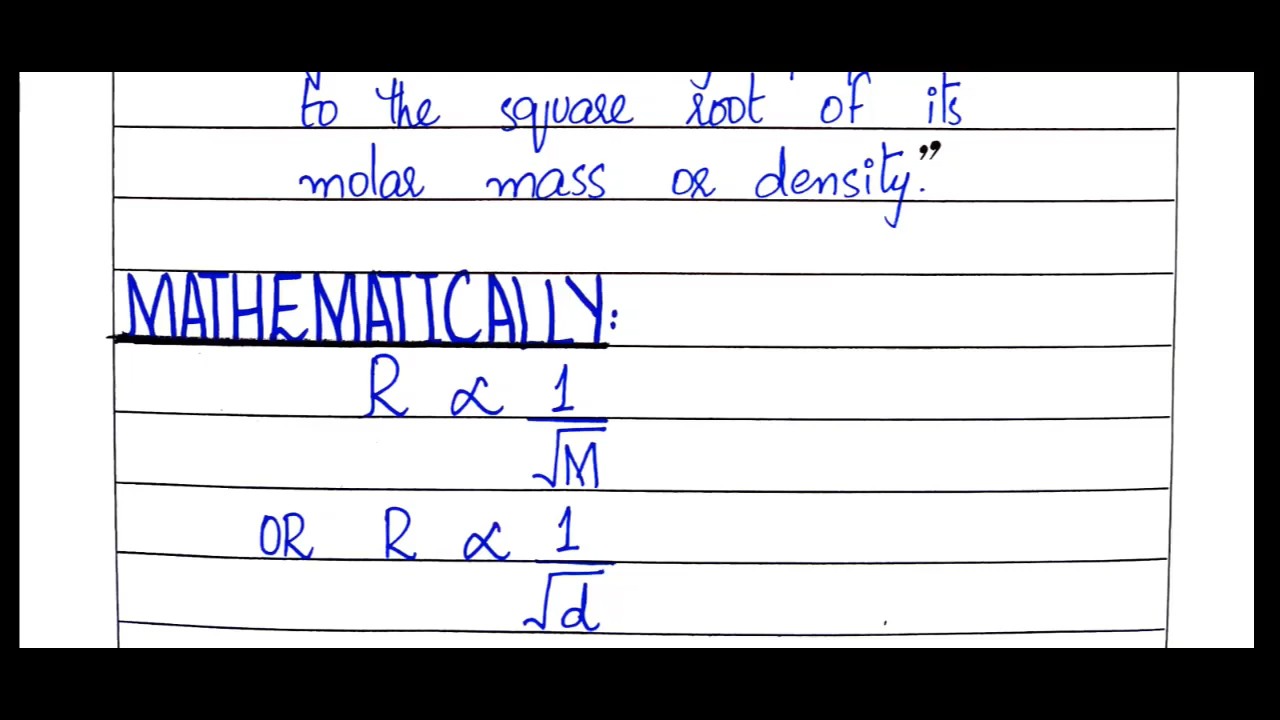 to the square root of its
molar mass or density.”
MATHEMATICALLY:
R ∝ 1/√M
OR R ∝ 1/√d